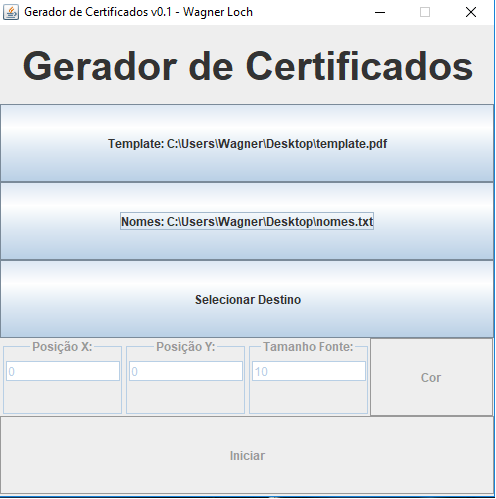 Gerador de Certificados v0.1 - Wagner Loch
Gerador de Certificados
Template: C:\Users\Wagner\Desktop\template.pdf
Nomes: C:\Users\Wagner\Desktop\nomes.txt
Selecionar Destino
Posição X: Posição Y: Tamanho Fonte:
0 0 10 Cor
Iniciar